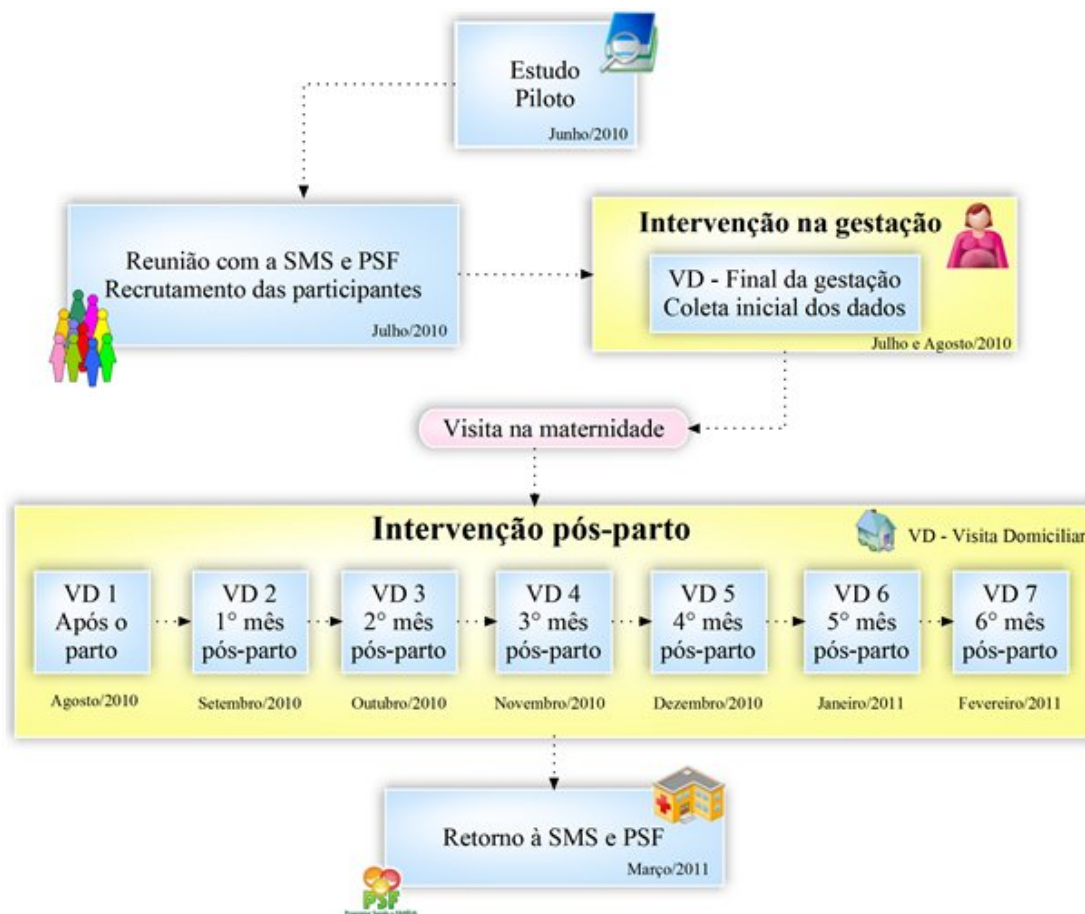 Estudo
Piloto
Junho/2010
Reunião com a SMS e PSF
Recrutamento das participantes
Julho/2010
Intervenção na gestação
VD - Final da gestação
Coleta inicial dos dados
Julho e Agosto/2010
Visita na maternidade
Intervenção pós-parto
VD - Visita Domiciliar
VD 1
Após o
parto
Agosto/2010
VD 2
1° mês
pós-parto
Setembro/2010
VD 3
2° mês
pós-parto
Outubro/2010
VD 4
3° mês
pós-parto
Novembro/2010
VD 5
4° mês
pós-parto
Dezembro/2010
VD 6
5° mês
pós-parto
Janeiro/2011
VD 7
6° mês
pós-parto
Fevereiro/2011
Retorno à SMS e PSF
Março/2011
PSF